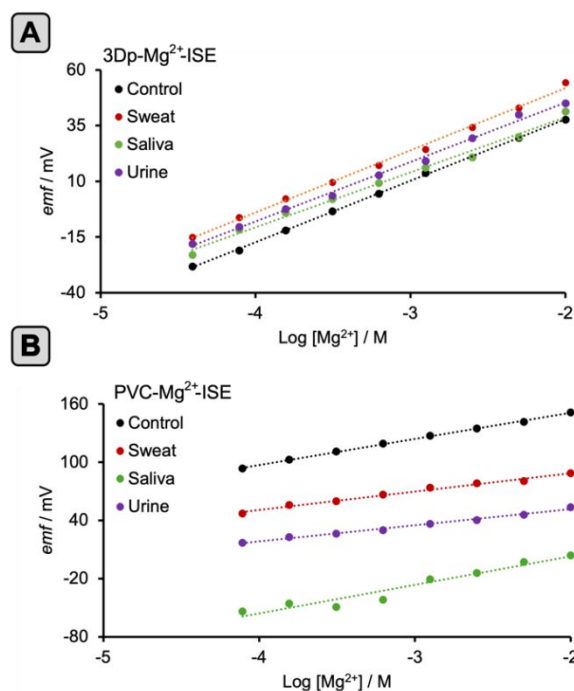 A
3Dp-Mg²⁺-ISE
60
Control
Sweat
35
Saliva
Urine
10
emf / mV
-15
-40
-5
-4
-3
-2
Log [Mg²⁺] / M
B
PVC-Mg²⁺-ISE
160
Control
100
Sweat
Saliva
40
Urine
emf / mV
-20
-80
-5
-4
-3
-2
Log [Mg²⁺] / M